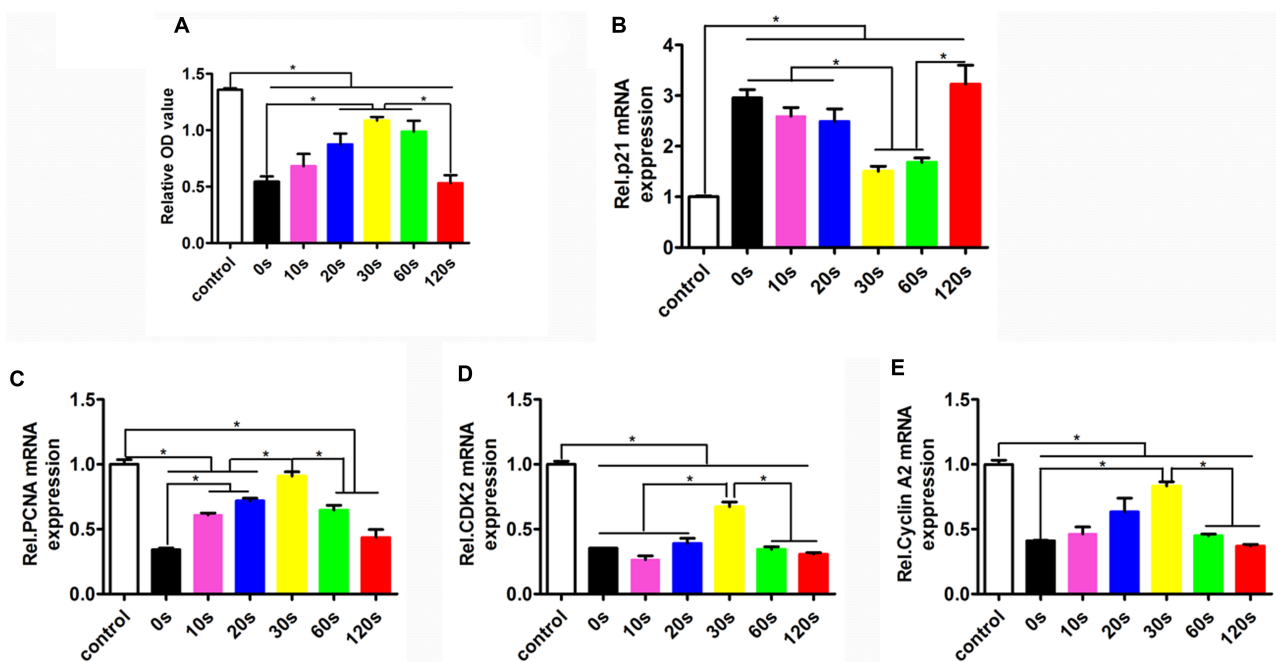 A
Relative OD value
1.5
1.0
0.5
0.0
*
*
*
control 0s 10s 20s 30s 60s 120s
B
Rel.p21 mRNA
exppression
4
3
2
1
0
*
*
*
control 0s 10s 20s 30s 60s 120s
C
Rel.PCNA mRNA
exppression
1.5
1.0
0.5
0.0
*
*
*
*
*
control 0s 10s 20s 30s 60s 120s
D
Rel.CDK2 mRNA
exppression
1.5
1.0
0.5
0.0
*
*
*
control 0s 10s 20s 30s 60s 120s
E
Rel.Cyclin A2 mRNA
exppression
1.5
1.0
0.5
0.0
*
*
*
control 0s 10s 20s 30s 60s 120s